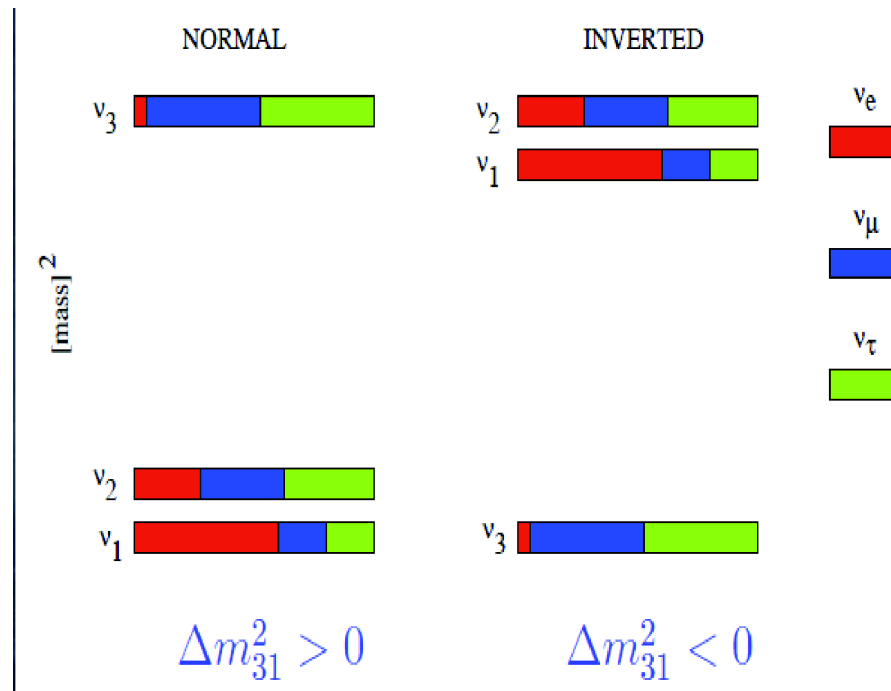 NORMAL
INVERTED
ν3
ν2
ν1
νe
νμ
ντ
[mass]²
ν2
ν1
ν3
Δm²₃₁ > 0
Δm²₃₁ < 0